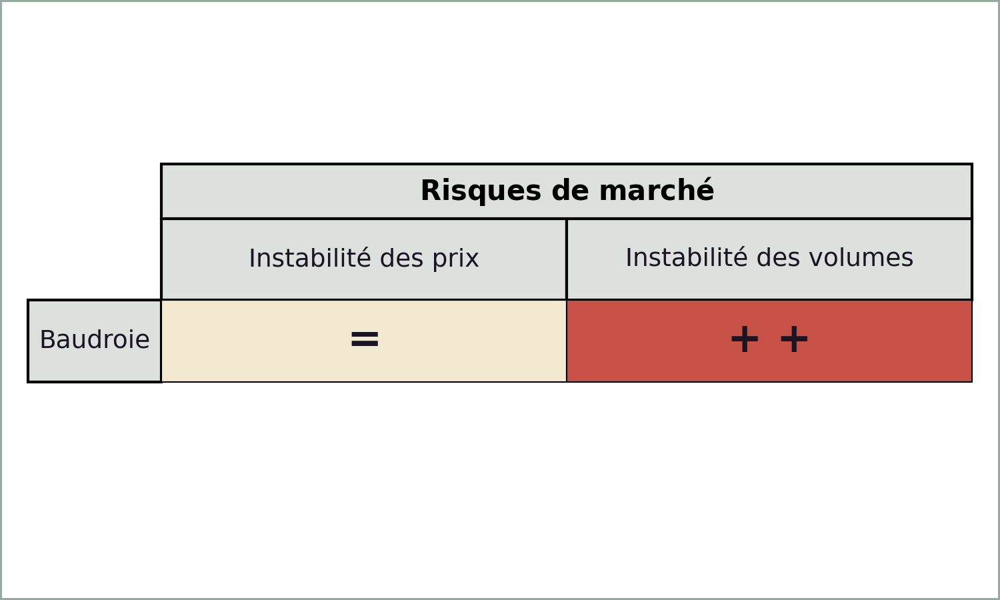 Risques de marché
Instabilité des prix
Instabilité des volumes
Baudroie
=
+ +